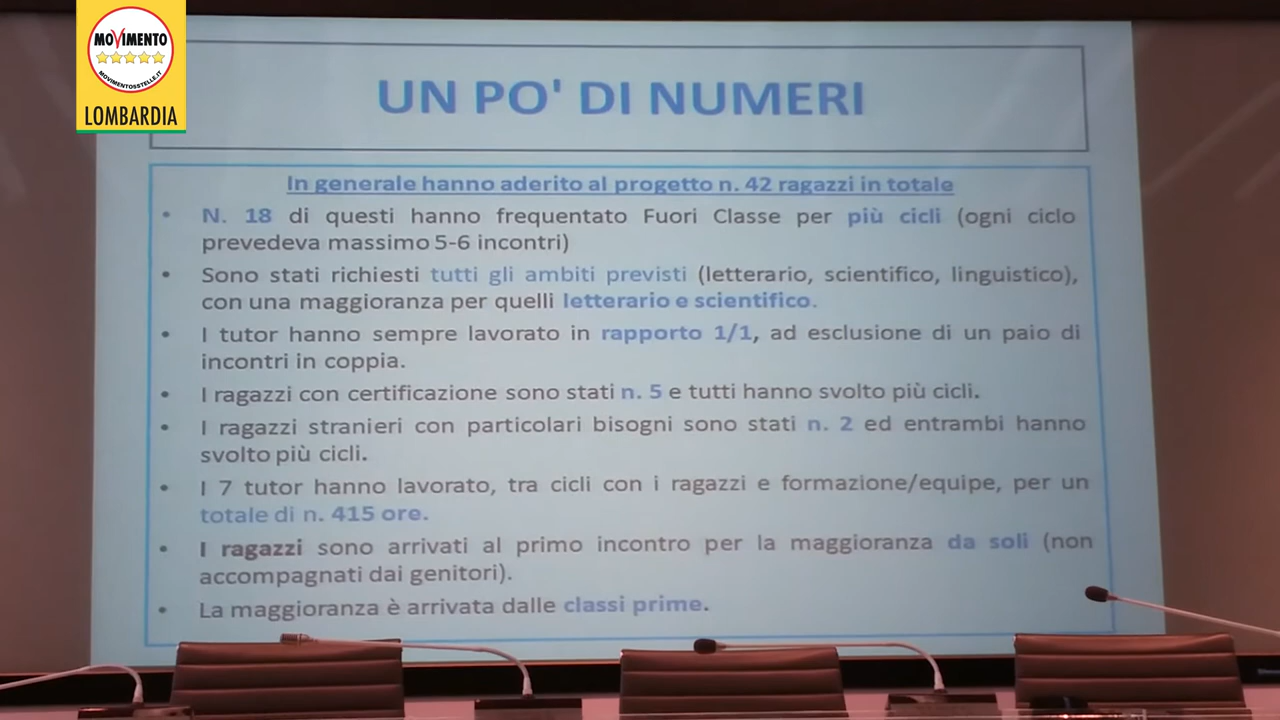 MOVIMENTO
MOVIMENTO5STELLE.IT
LOMBARDIA
UN PO' DI NUMERI
In generale hanno aderito al progetto n. 42 ragazzi in totale
• N. 18 di questi hanno frequentato Fuori Classe per più cicli (ogni ciclo
prevedeva massimo 5-6 incontri)
• Sono stati richiesti tutti gli ambiti previsti (letterario, scientifico, linguistico),
con una maggioranza per quelli letterario e scientifico.
• I tutor hanno sempre lavorato in rapporto 1/1, ad esclusione di un paio di
incontri in coppia.
• I ragazzi con certificazione sono stati n. 5 e tutti hanno svolto più cicli.
• I ragazzi stranieri con particolari bisogni sono stati n. 2 ed entrambi hanno
svolto più cicli.
• I 7 tutor hanno lavorato, tra cicli con i ragazzi e formazione/equipe, per un
totale di n. 415 ore.
• I ragazzi sono arrivati al primo incontro per la maggioranza da soli (non
accompagnati dai genitori).
• La maggioranza è arrivata dalle classi prime.